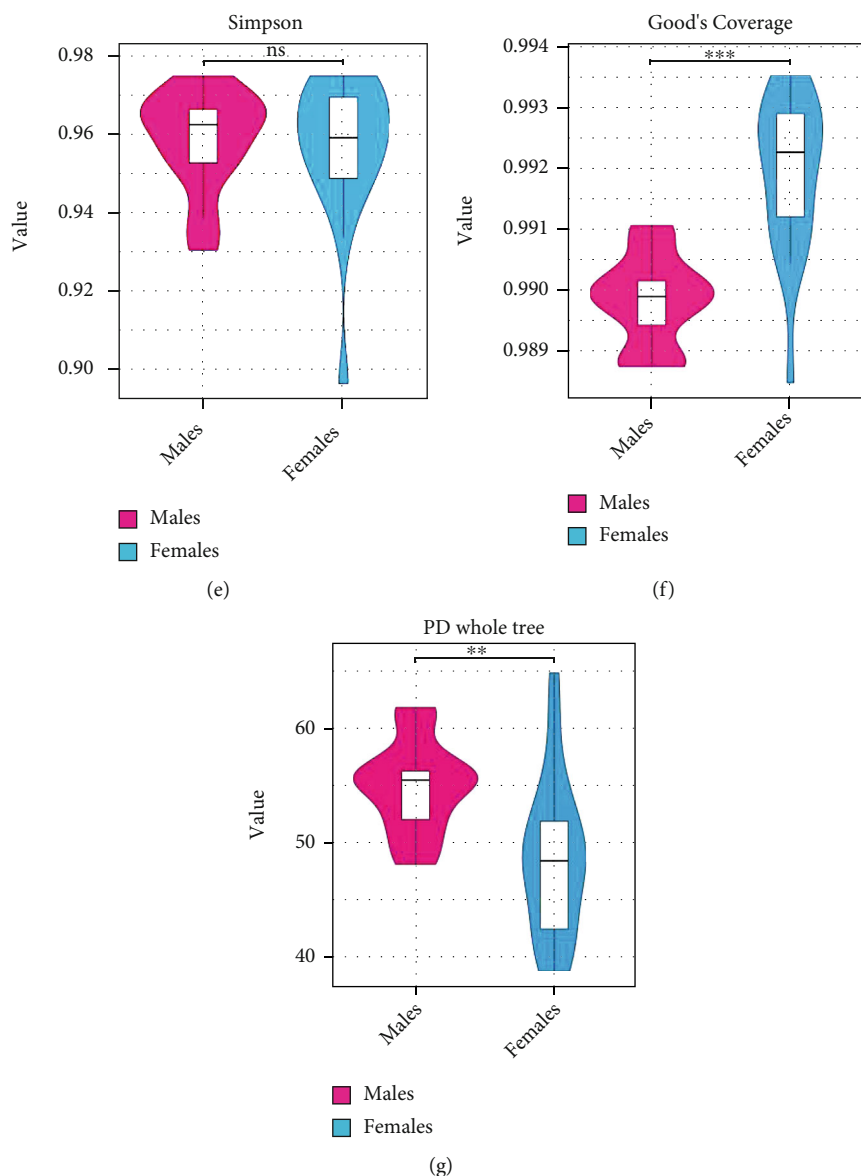 Simpson
ns
0.98
0.96
0.94
0.92
0.90
Value
Males
Females
Males
Females
(e)
Good's Coverage
***
0.994
0.993
0.992
0.991
0.990
0.989
Value
Males
Females
Males
Females
(f)
PD whole tree
**
60
50
40
Value
Males
Females
Males
Females
(g)